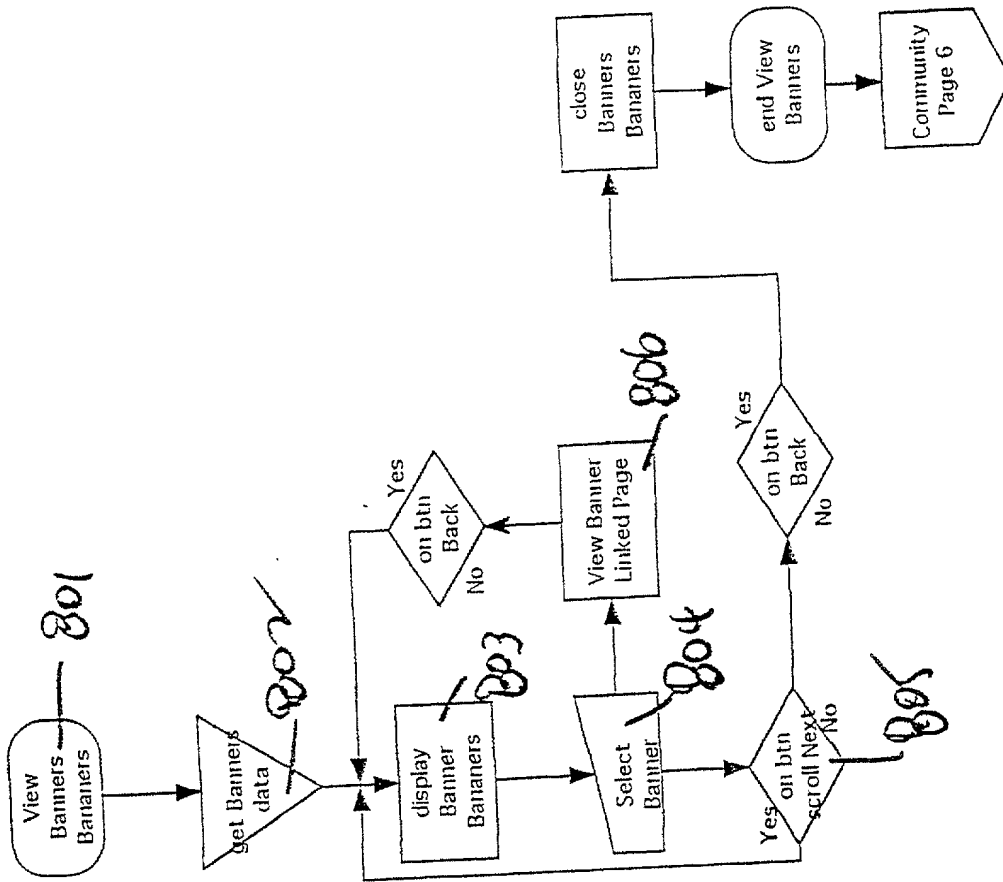 View
Banners
Bananers
801
get Banners
data
802
display
Banner
Bananers
803
Select
Banner
804
Yes
on btn
scroll Next
No
805
View Banner
Linked Page
806
on btn
Back
Yes
No
on btn
Back
Yes
No
close
Banners
Bananers
end View
Banners
Community
Page 6